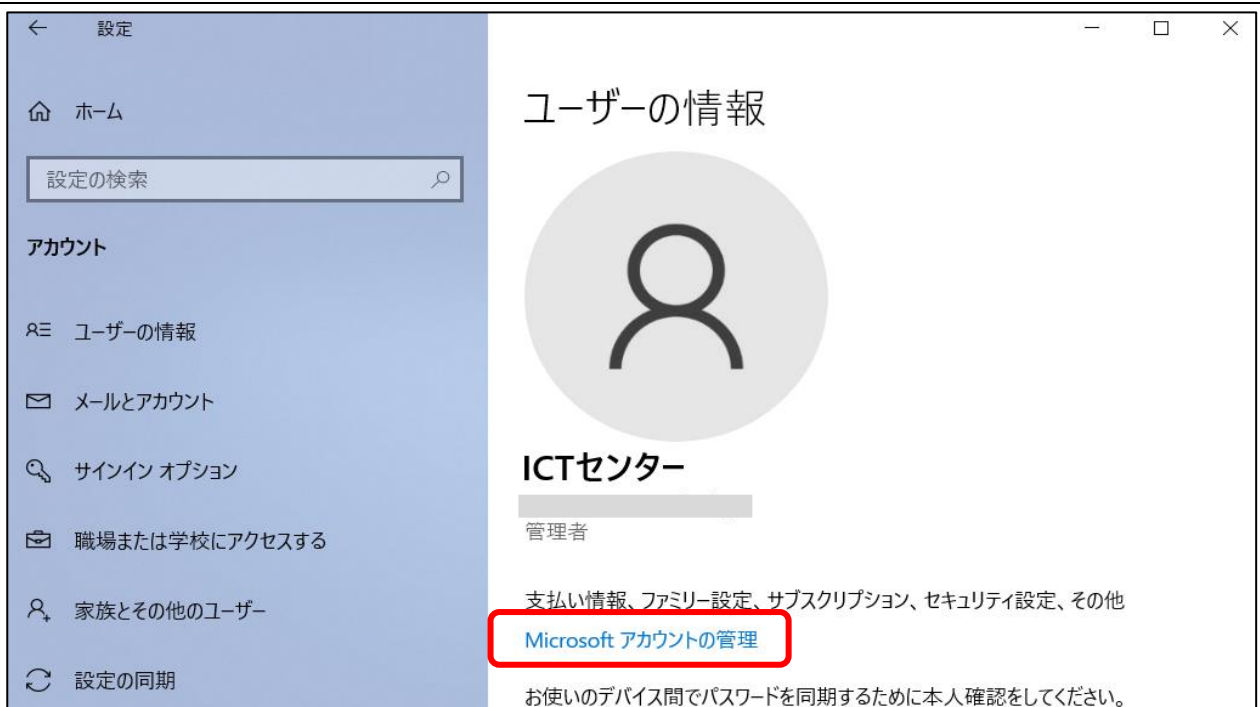 設定
ホーム
設定の検索
アカウント
ユーザーの情報
メールとアカウント
サインイン オプション
職場または学校にアクセスする
家族とその他のユーザー
設定の同期
ユーザーの情報
ICTセンター
管理者
支払い情報、ファミリー設定、サブスクリプション、セキュリティ設定、その他
Microsoft アカウントの管理
お使いのデバイス間でパスワードを同期するために本人確認をしてください。